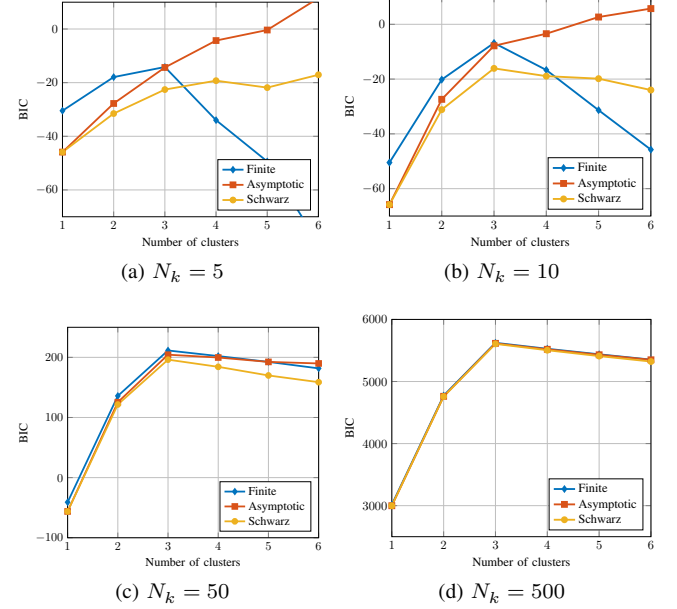 0
−20
−40
−60
BIC
Finite
Asymptotic
Schwarz
1 2 3 4 5 6
Number of clusters
(a) N_k = 5
0
−20
−40
−60
BIC
Finite
Asymptotic
Schwarz
1 2 3 4 5 6
Number of clusters
(b) N_k = 10
200
100
0
−100
BIC
Finite
Asymptotic
Schwarz
1 2 3 4 5 6
Number of clusters
(c) N_k = 50
6000
5000
4000
3000
BIC
Finite
Asymptotic
Schwarz
1 2 3 4 5 6
Number of clusters
(d) N_k = 500